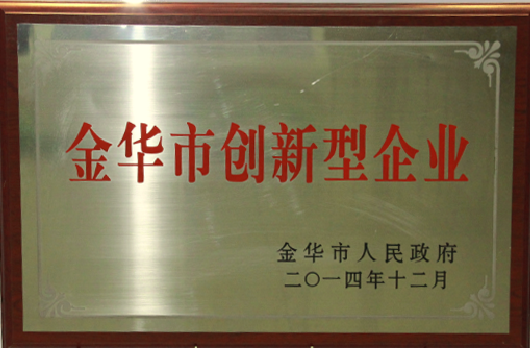 金华市创新型企业
金华市人民政府
二〇一四年十二月